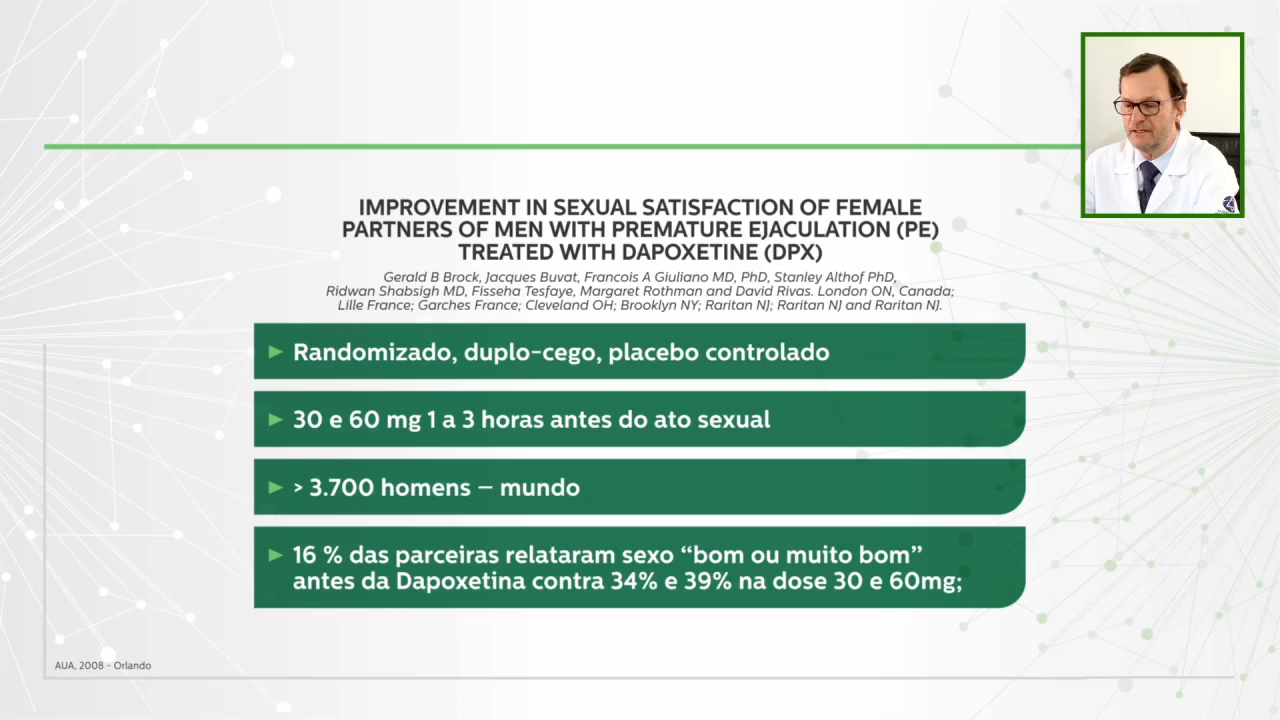 IMPROVEMENT IN SEXUAL SATISFACTION OF FEMALE
PARTNERS OF MEN WITH PREMATURE EJACULATION (PE)
TREATED WITH DAPOXETINE (DPX)
Gerald B Brock, Jacques Buvat, Francois A Giuliano MD, PhD, Stanley Althof PhD,
Ridwan Shabsigh MD, Fisseha Tesfaye, Margaret Rothman and David Rivas. London ON, Canada;
Lille France; Garches France; Cleveland OH; Brooklyn NY; Raritan NJ; Raritan NJ and Raritan NJ.
► Randomizado, duplo-cego, placebo controlado
► 30 e 60 mg 1 a 3 horas antes do ato sexual
► > 3.700 homens – mundo
► 16 % das parceiras relataram sexo “bom ou muito bom”
antes da Dapoxetina contra 34% e 39% na dose 30 e 60mg;
AUA, 2008 - Orlando